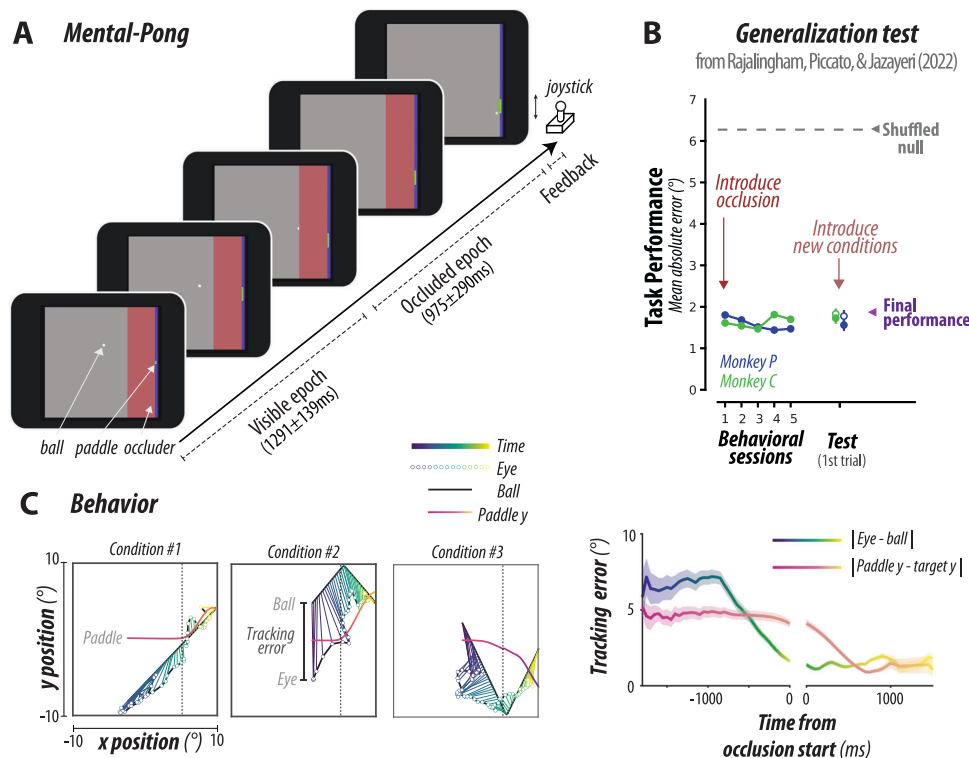 A Mental-Pong
joystick
Feedback
Occluded epoch
(975±290ms)
Visible epoch
(1291±139ms)
ball paddle occluder
B Generalization test
from Rajalingham, Piccato, & Jazayeri (2022)
Task Performance
Mean absolute error (°)
7
6
5
4
3
2
1
0
Shuffled
null
Introduce
occlusion
Introduce
new conditions
Final
performance
Monkey P
Monkey C
1 2 3 4 5
Behavioral
sessions
Test
(1st trial)
Time
Eye
Ball
Paddle y
C Behavior
Condition #1
Condition #2
Condition #3
10
-10
y position (°)
-10 10
x position (°)
Paddle
Ball
Tracking
error
Eye
Tracking error (°)
10
5
0
| Eye - ball |
| Paddle y - target y |
-1000 0 0 1000
Time from
occlusion start (ms)